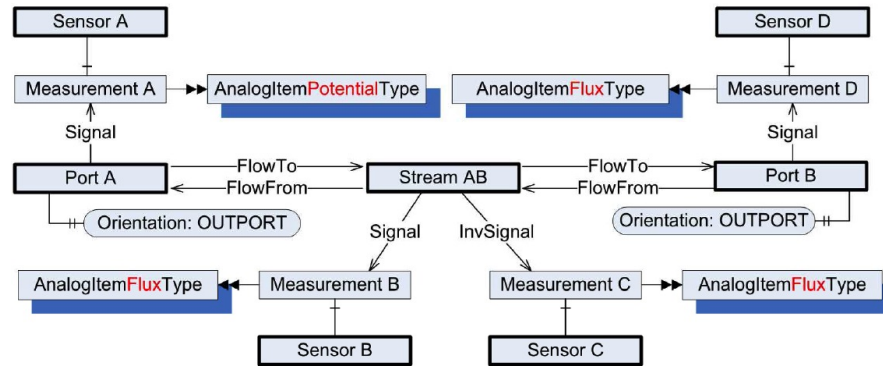 Sensor A
Sensor D
Measurement A
AnalogItemPotentialType
AnalogItemFluxType
Measurement D
Signal
Signal
Port A
FlowTo
FlowFrom
Stream AB
FlowTo
FlowFrom
Port B
Orientation: OUTPORT
Orientation: OUTPORT
Signal
InvSignal
AnalogItemFluxType
Measurement B
Measurement C
AnalogItemFluxType
Sensor B
Sensor C